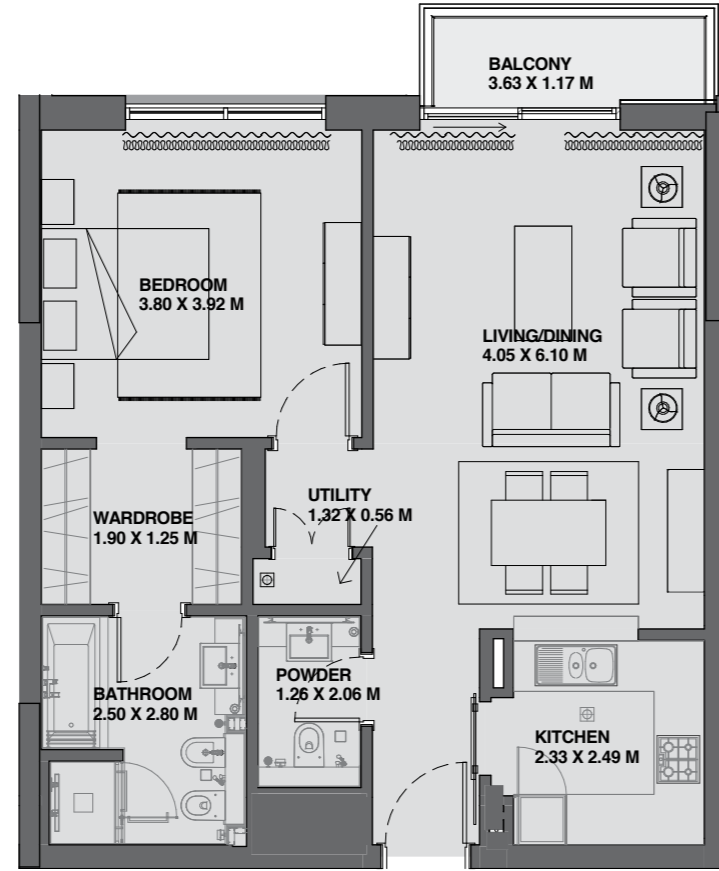 BALCONY
3.63 X 1.17 M
BEDROOM
3.80 X 3.92 M
LIVING/DINING
4.05 X 6.10 M
UTILITY
1.32 X 0.56 M
WARDROBE
1.90 X 1.25 M
POWDER
1.26 X 2.06 M
BATHROOM
2.50 X 2.80 M
KITCHEN
2.33 X 2.49 M